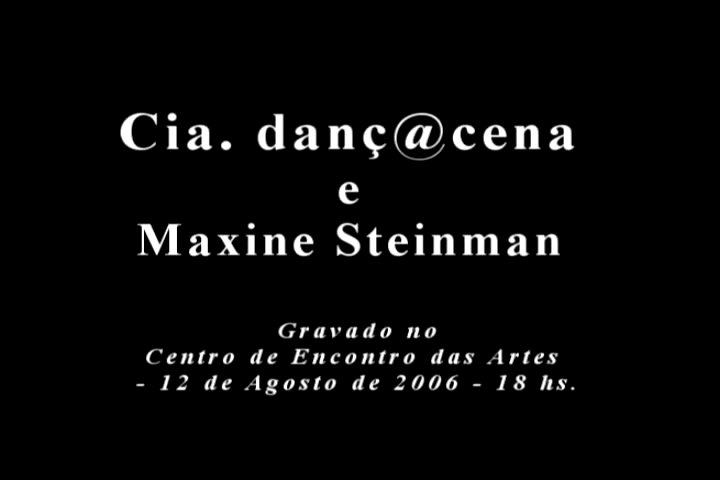 Cia. danç@cena
e
Maxine Steinman
Gravado no
Centro de Encontro das Artes
- 12 de Agosto de 2006 - 18 hs.